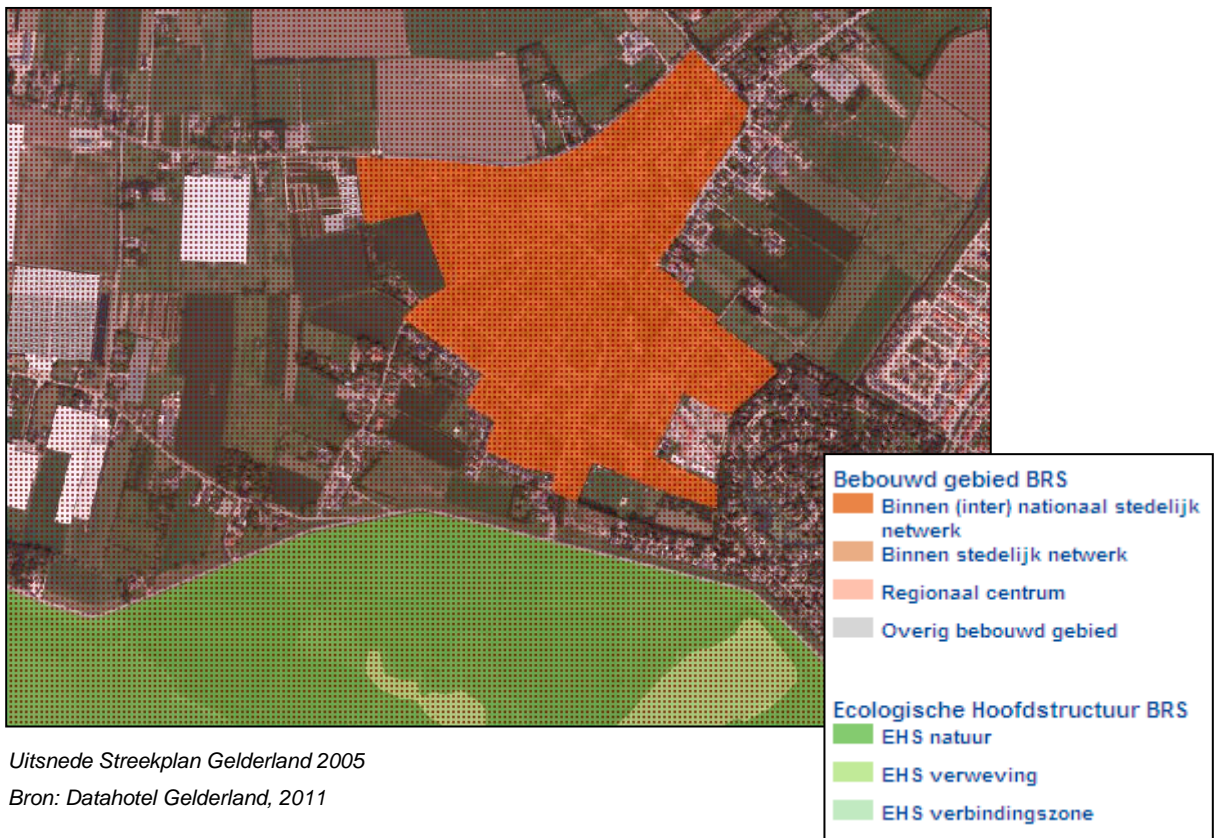 Bebouwd gebied BRS
Binnen (inter) nationaal stedelijk
netwerk
Binnen stedelijk netwerk
Regionaal centrum
Overig bebouwd gebied
Ecologische Hoofdstructuur BRS
EHS natuur
EHS verweving
EHS verbindingszone
Uitsnede Streekplan Gelderland 2005
Bron: Datahotel Gelderland, 2011